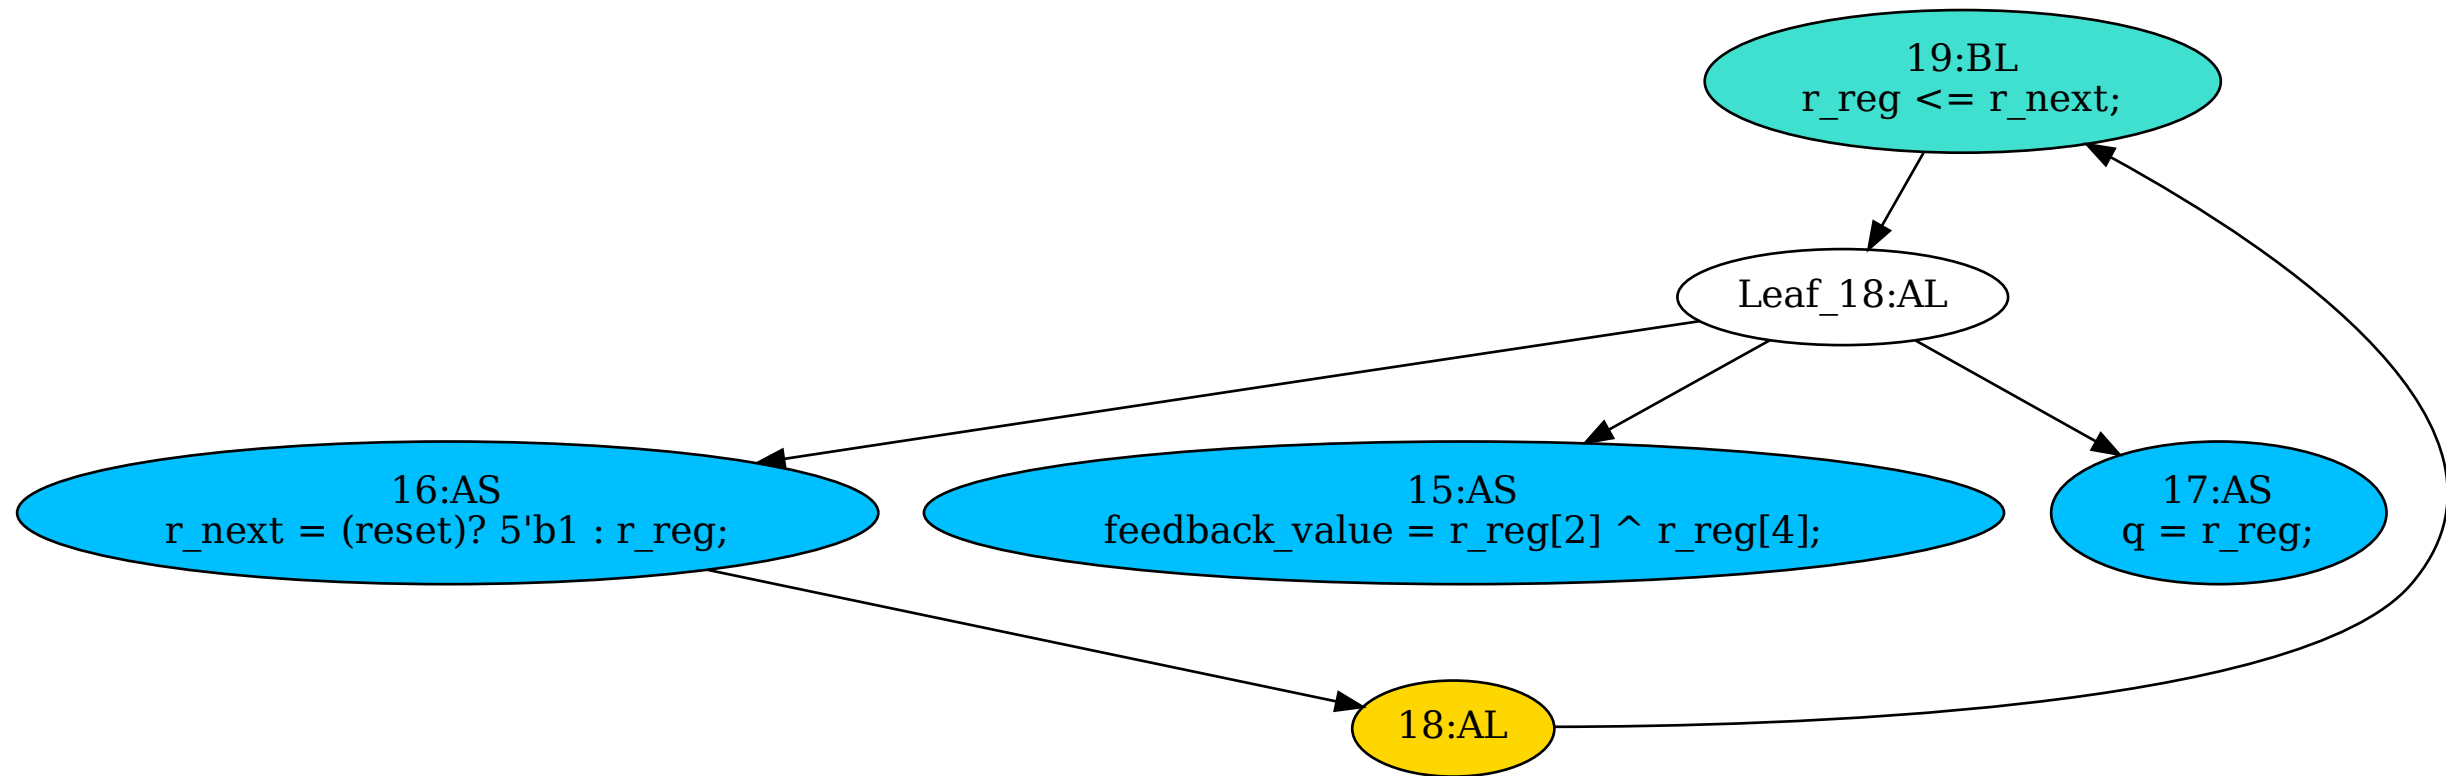 19:BL
r_reg <= r_next;
Leaf_18:AL
16:AS
r_next = (reset)? 5'b1 : r_reg;
15:AS
feedback_value = r_reg[2] ^ r_reg[4];
17:AS
q = r_reg;
18:AL